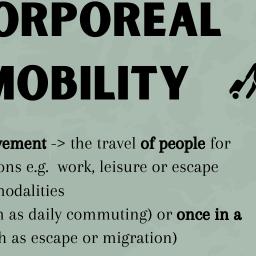 ORPOREAL
MOBILITY
vement -> the travel of people for
ons e.g. work, leisure or escape
nodalities
n as daily commuting) or once in a
h as escape or migration)